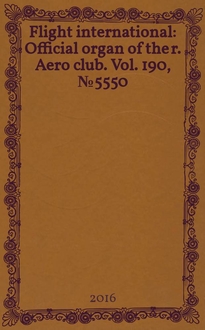 Flight international:
Official organ of the r.
Aero club. Vol. 190,
№ 5550
2016